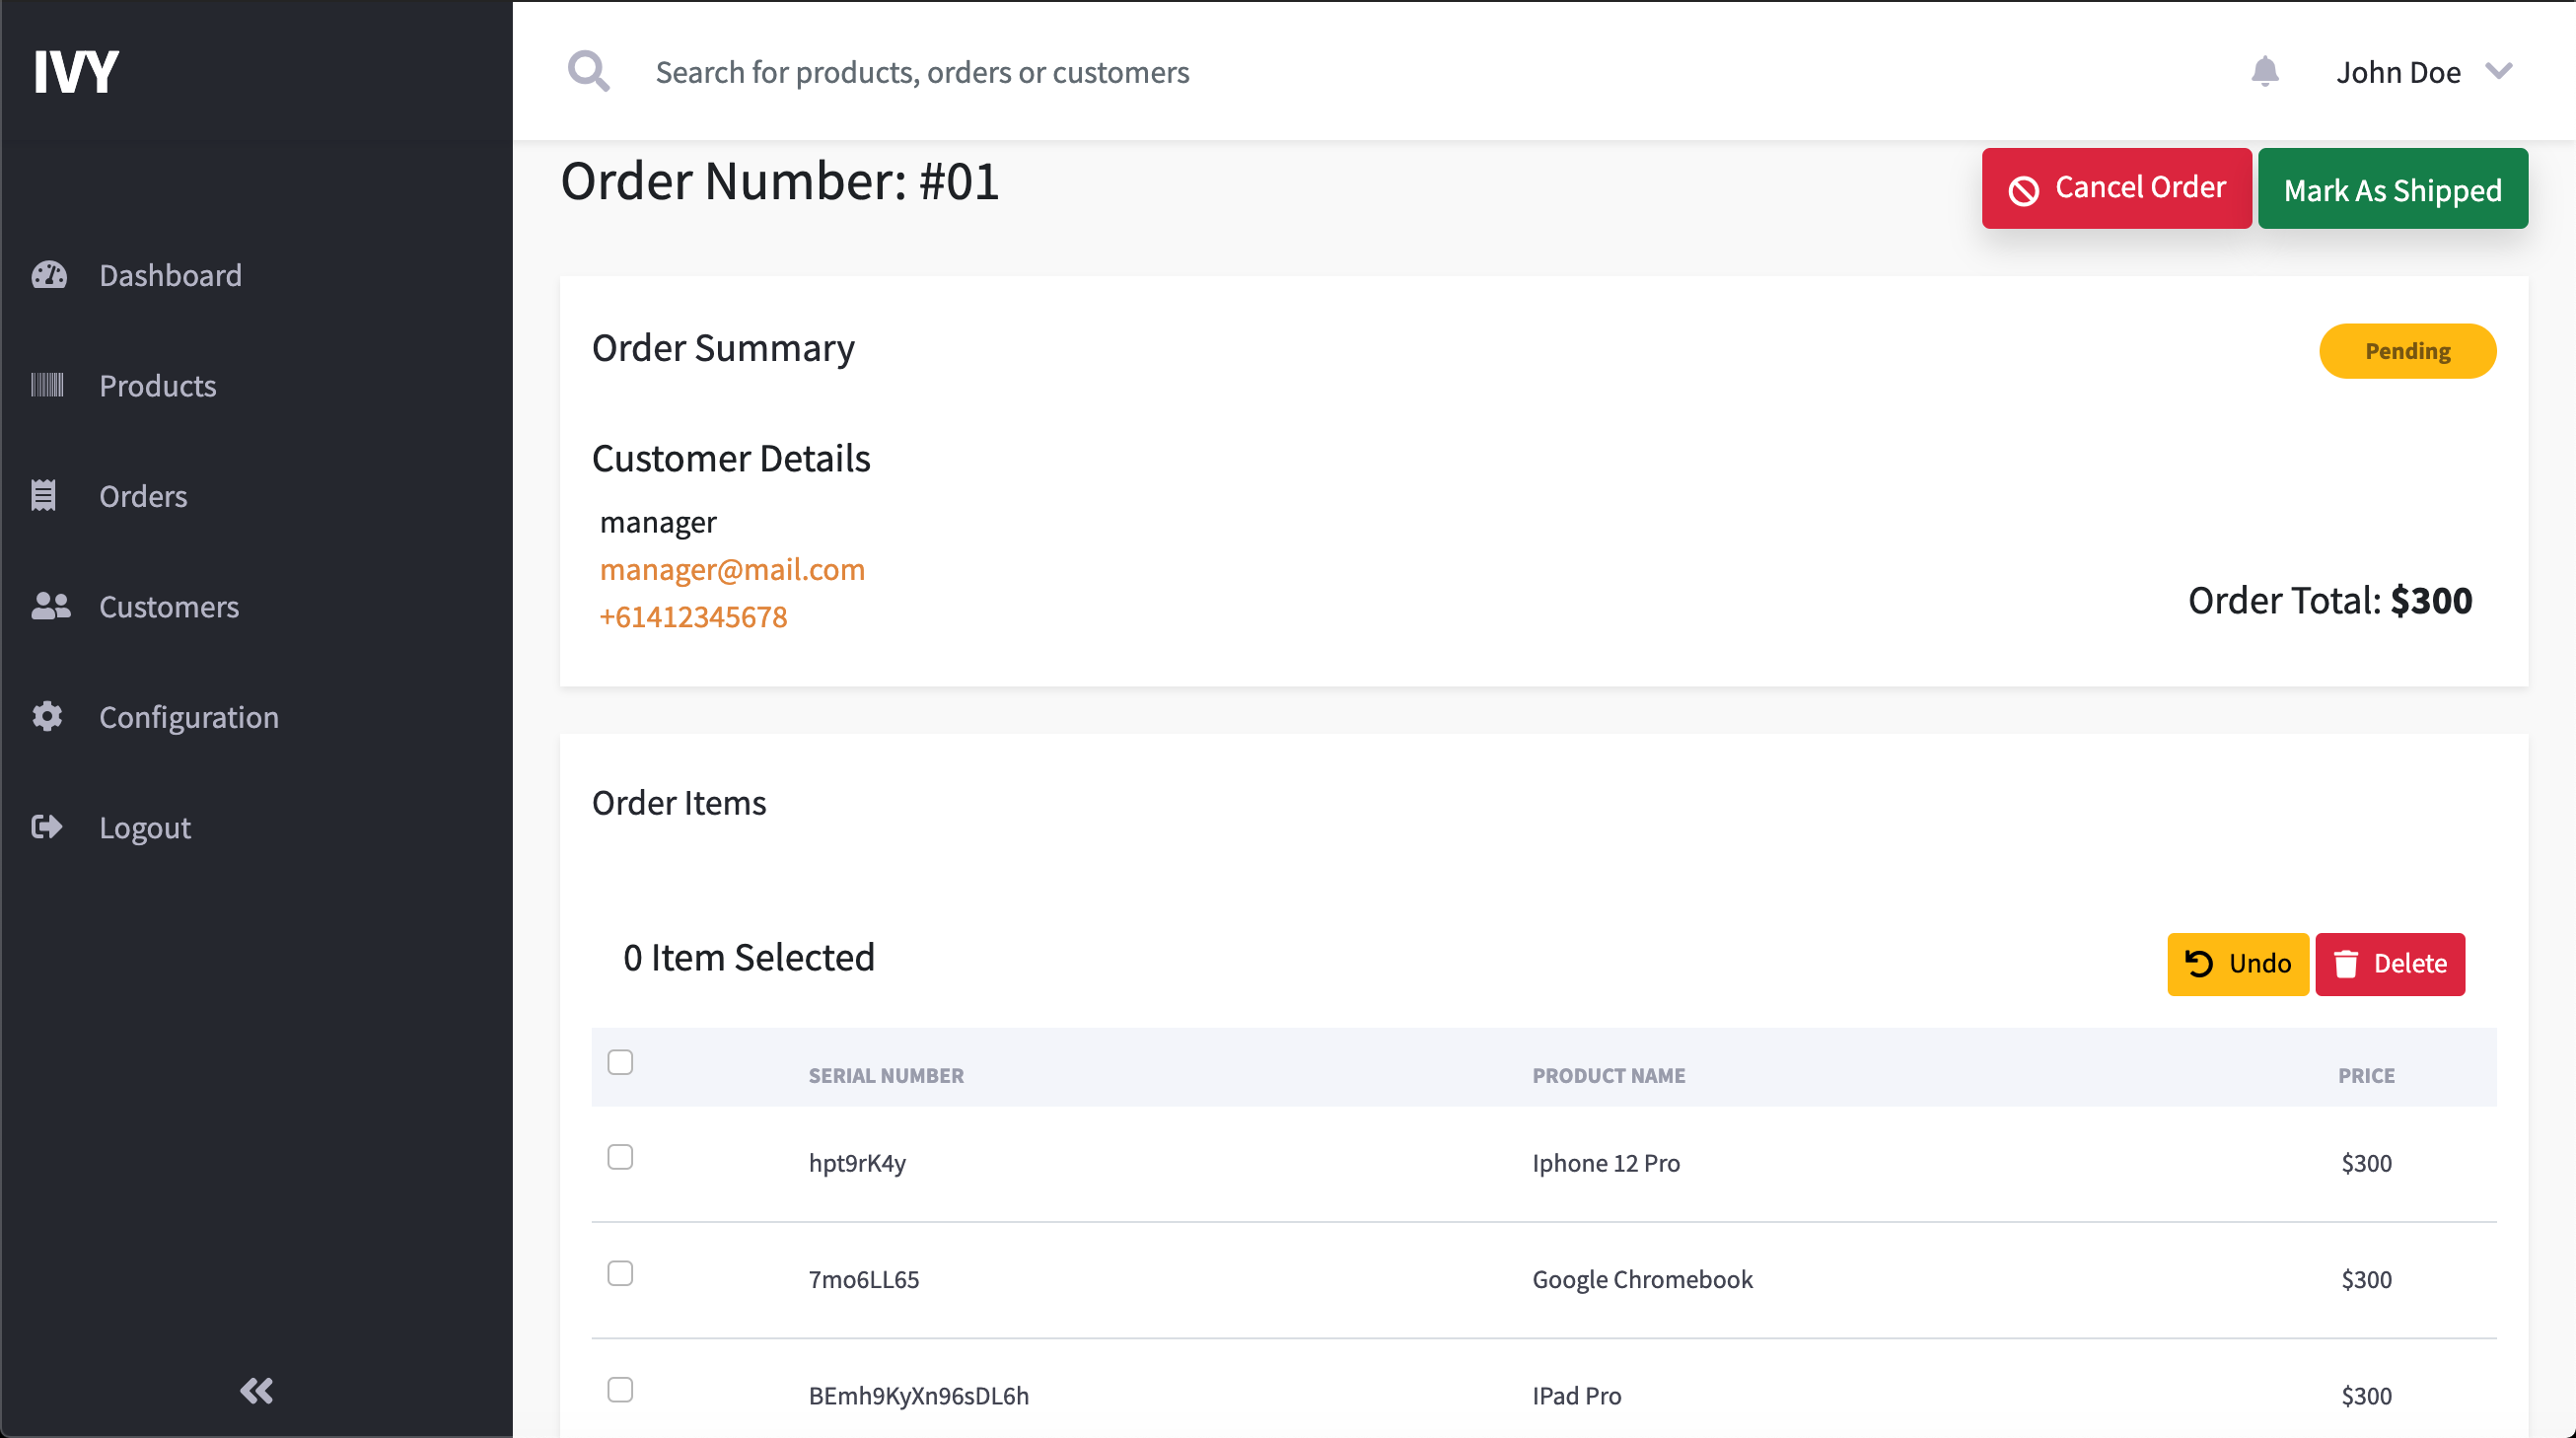 IVY
Search for products, orders or customers
John Doe
Dashboard
Products
Orders
Customers
Configuration
Logout
Order Number: #01
Cancel Order
Mark As Shipped
Order Summary
Pending
Customer Details
manager
manager@mail.com
+61412345678
Order Total: $300
Order Items
0 Item Selected
Undo
Delete
SERIAL NUMBER PRODUCT NAME PRICE
hpt9rK4y Iphone 12 Pro $300
7mo6LL65 Google Chromebook $300
BEmh9KyXn96sDL6h IPad Pro $300